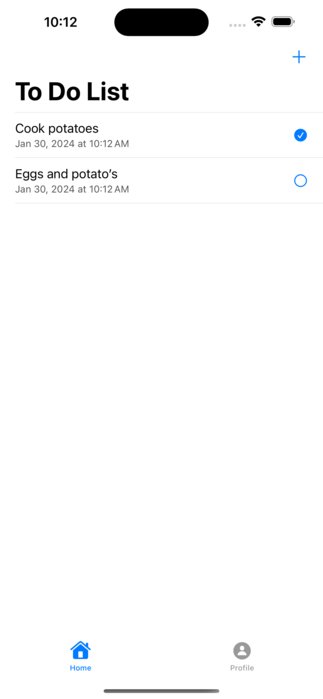 10:12
To Do List
Cook potatoes
Jan 30, 2024 at 10:12 AM
Eggs and potato's
Jan 30, 2024 at 10:12 AM
Home
Profile